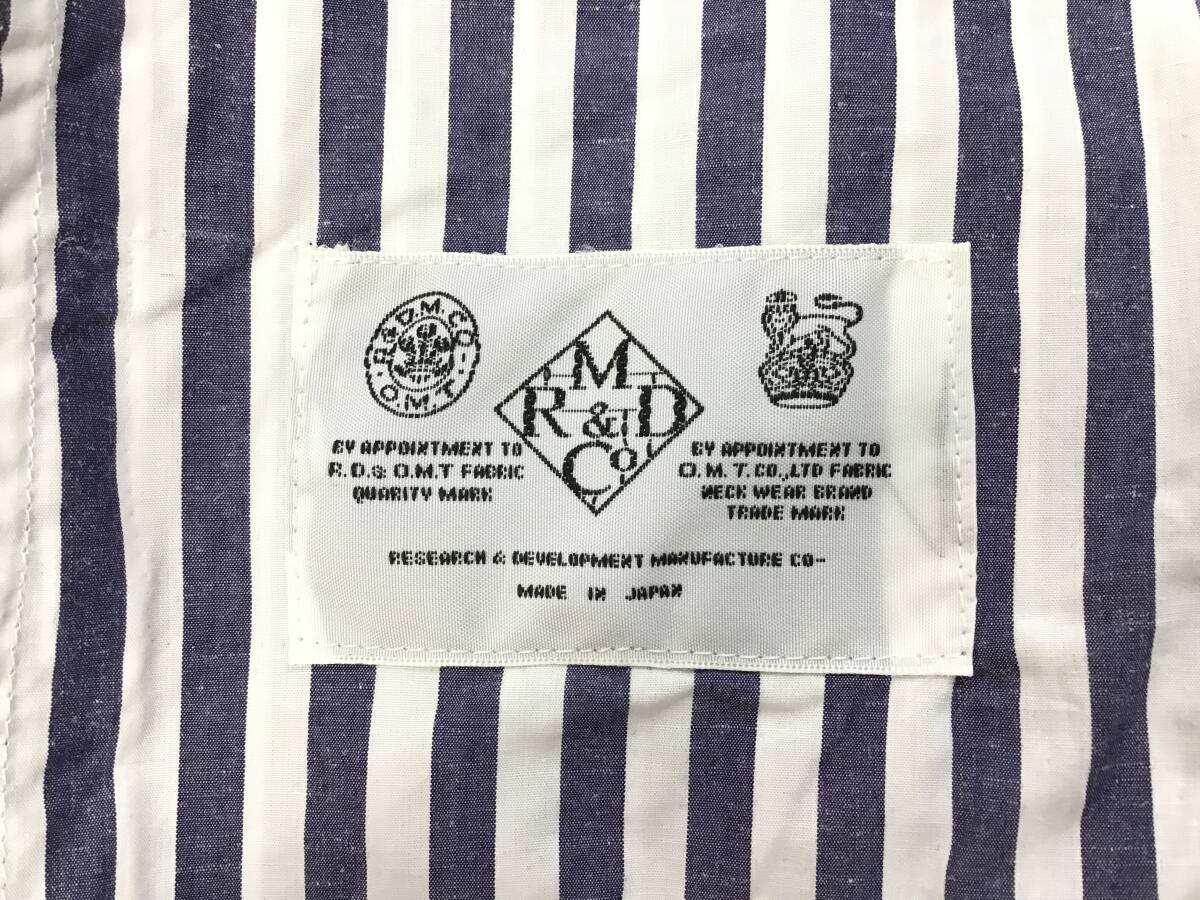 R&D.M.CO.
O.M.T.
BY APPOINTMENT TO
R.D.& O.M.T FABRIC
QUARITY MARK
M
R & D
Co
BY APPOINTMENT TO
O.M.T.CO.,LTD FABRIC
NECK WEAR BRAND
TRADE MARK
RESEARCH & DEVELOPMENT MANUFACTURE CO-
MADE IN JAPAN